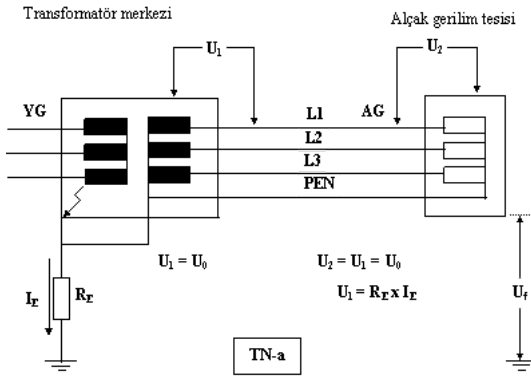 Transformatör merkezi
Alçak gerilim tesisi
U1
U2
YG
L1
AG
L2
L3
PEN
U1 = U0
U2 = U1 = U0
U1 = RE x IE
IE
RE
Uf
TN-a